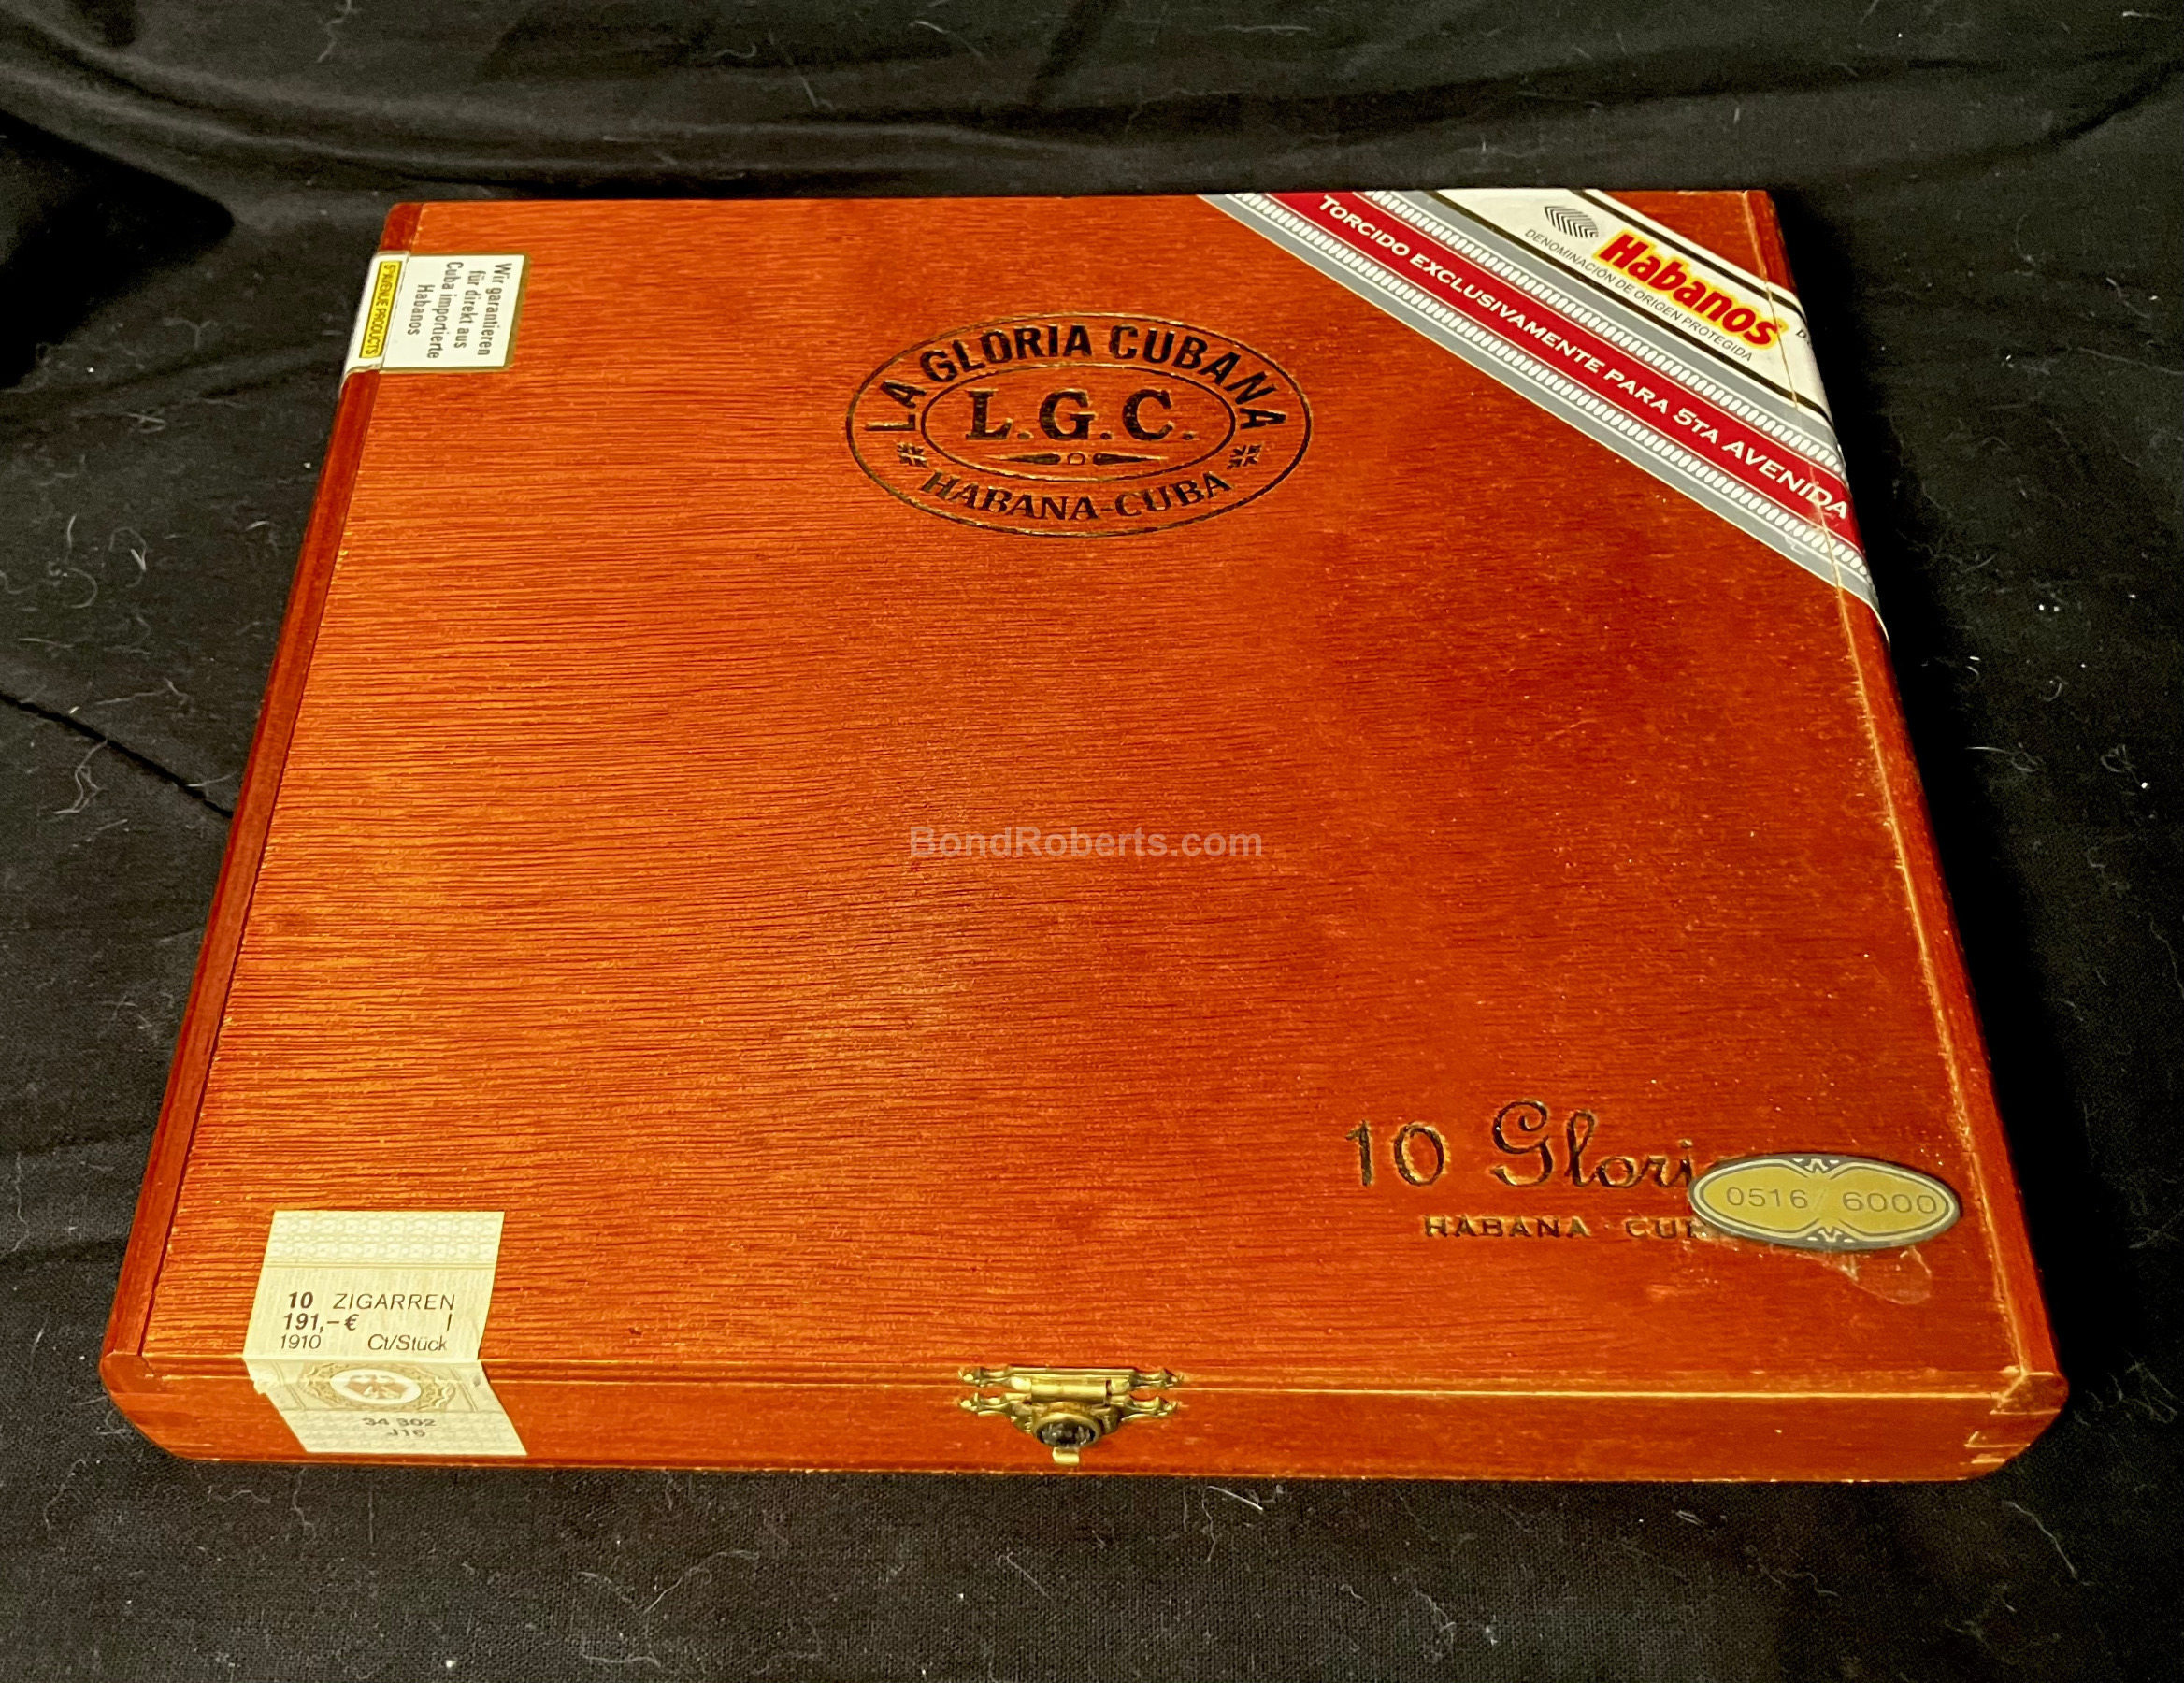 Habanos
DENOMINACIÓN DE ORIGEN PROTEGIDA
TORCIDO EXCLUSIVAMENTE PARA 5TA AVENIDA
Wir garantieren
für direkt aus
Cuba importierte
Habanos
5THAVENUE PRODUCTS
LA GLORIA CUBANA
L.G.C.
HABANA-CUBA
BondRoberts.com
10 Glori
0516/6000
HABANA CU
10 ZIGARREN
191,-€ I
1910 Ct/Stück
34 302
J16